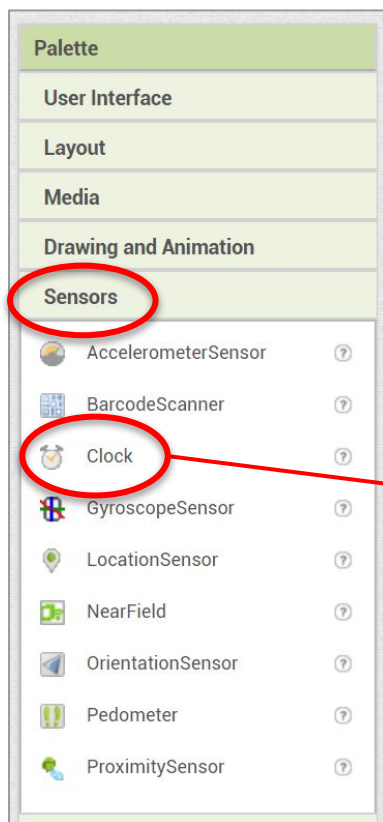 Palette
User Interface
Layout
Media
Drawing and Animation
Sensors
AccelerometerSensor ?
BarcodeScanner ?
Clock ?
GyroscopeSensor ?
LocationSensor ?
NearField ?
OrientationSensor ?
Pedometer ?
ProximitySensor ?